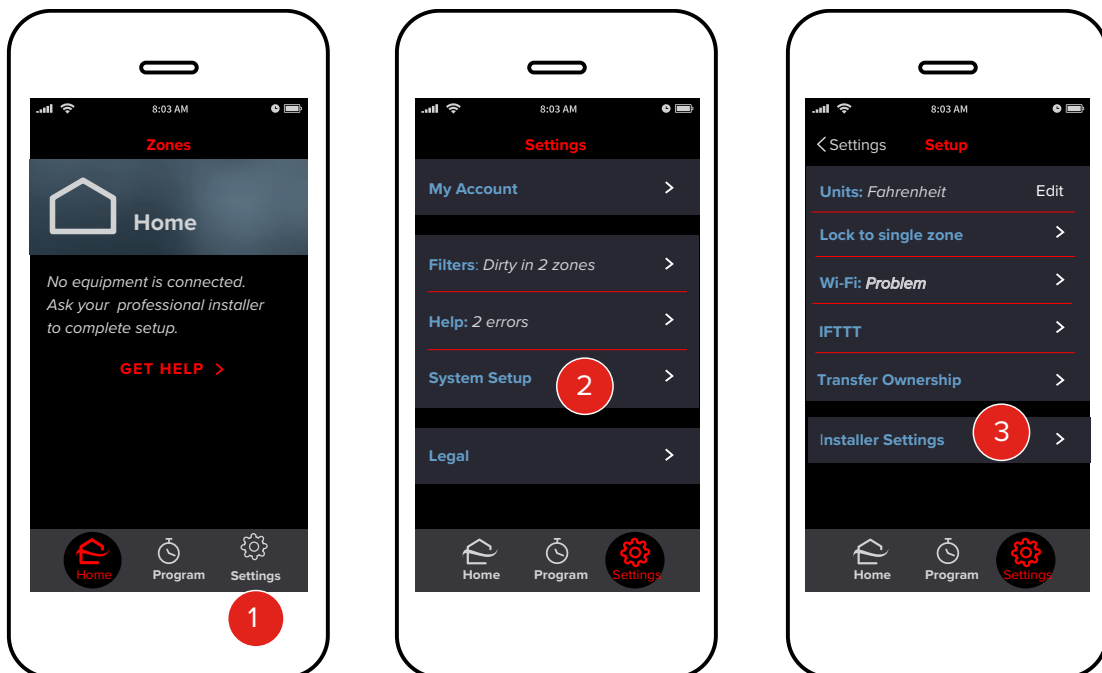 8:03 AM
Zones
Home
No equipment is connected.
Ask your professional installer
to complete setup.
GET HELP >
Home
Program
Settings
1
8:03 AM
Settings
My Account >
Filters: Dirty in 2 zones >
Help: 2 errors >
System Setup >
2
Legal >
Home
Program
Settings
8:03 AM
< Settings
Setup
Units: Fahrenheit Edit
Lock to single zone >
Wi-Fi: Problem >
IFTTT >
Transfer Ownership >
Installer Settings >
3
Home
Program
Settings